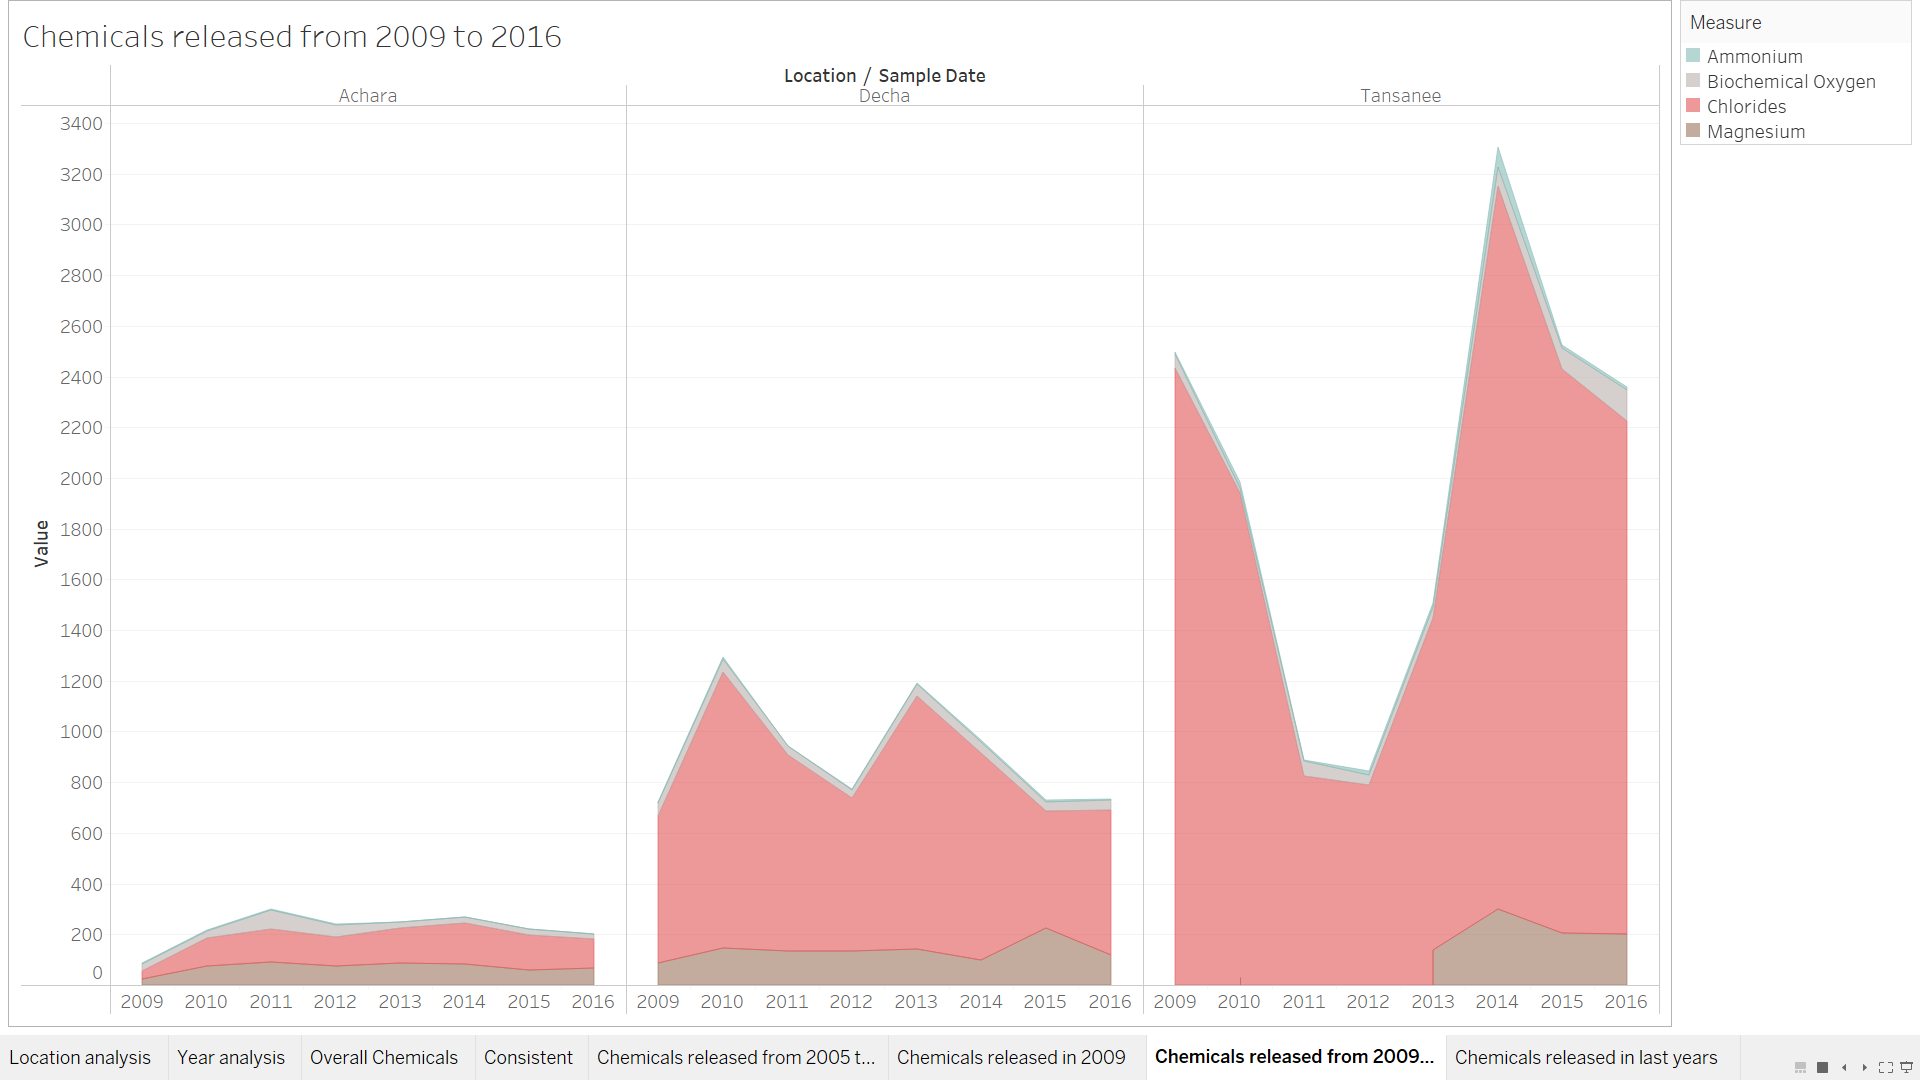 Chemicals released from 2009 to 2016
Measure
Ammonium
Biochemical Oxygen
Chlorides
Magnesium
Location / Sample Date
Achara Decha Tansanee
3400
3200
3000
2800
2600
2400
2200
2000
1800
1600
1400
1200
1000
800
600
400
200
0
Value
2009 2010 2011 2012 2013 2014 2015 2016 2009 2010 2011 2012 2013 2014 2015 2016 2009 2010 2011 2012 2013 2014 2015 2016
Location analysis Year analysis Overall Chemicals Consistent Chemicals released from 2005 t... Chemicals released in 2009 Chemicals released from 2009... Chemicals released in last years